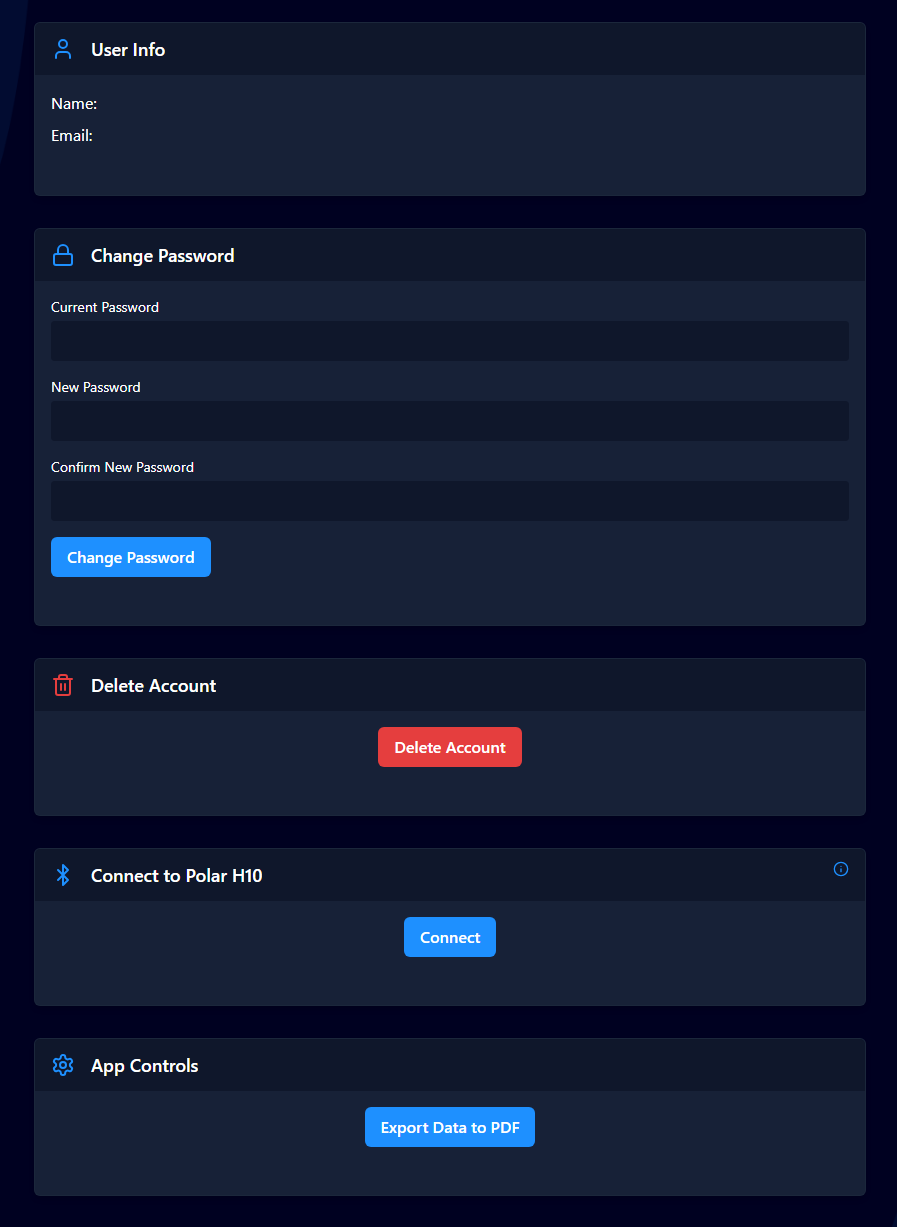 User Info
Name:
Email:
Change Password
Current Password
New Password
Confirm New Password
Change Password
Delete Account
Delete Account
Connect to Polar H10
Connect
App Controls
Export Data to PDF